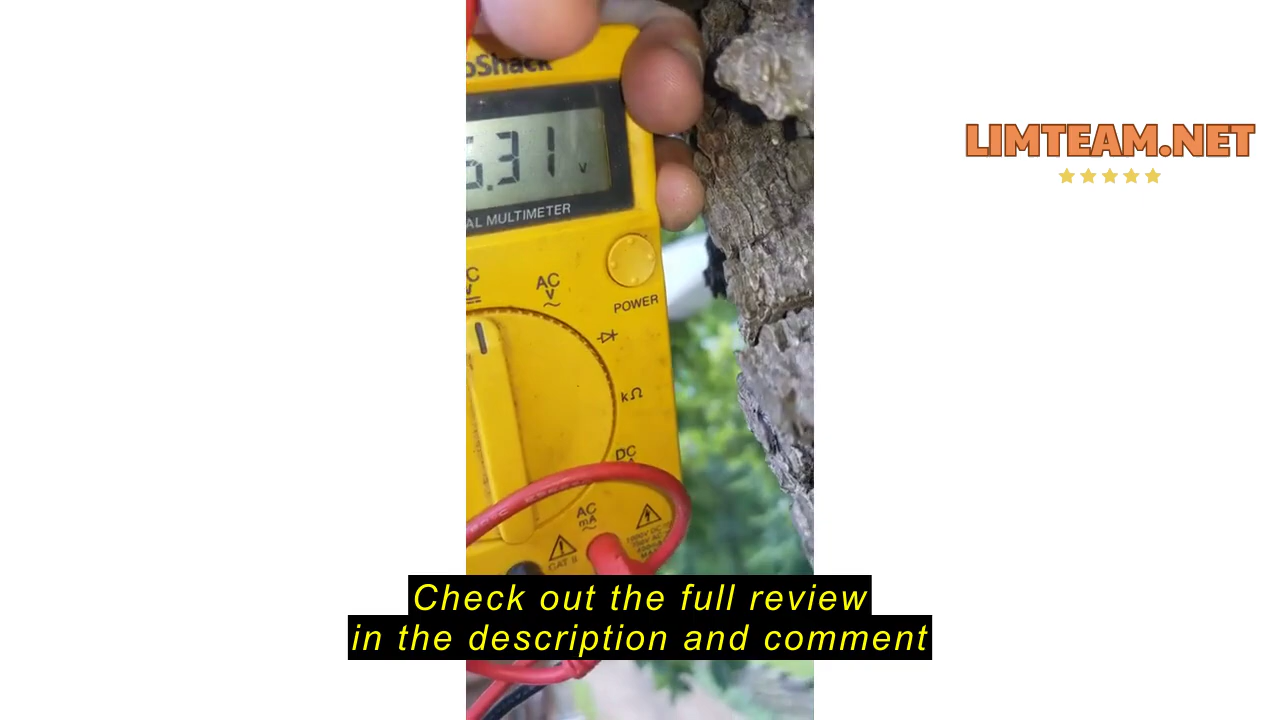 oShack
5.31 V
AL MULTIMETER
AC
V
POWER
kΩ
DC
AC
mA
CAT II
LIMTEAM.NET
Check out the full review
in the description and comment